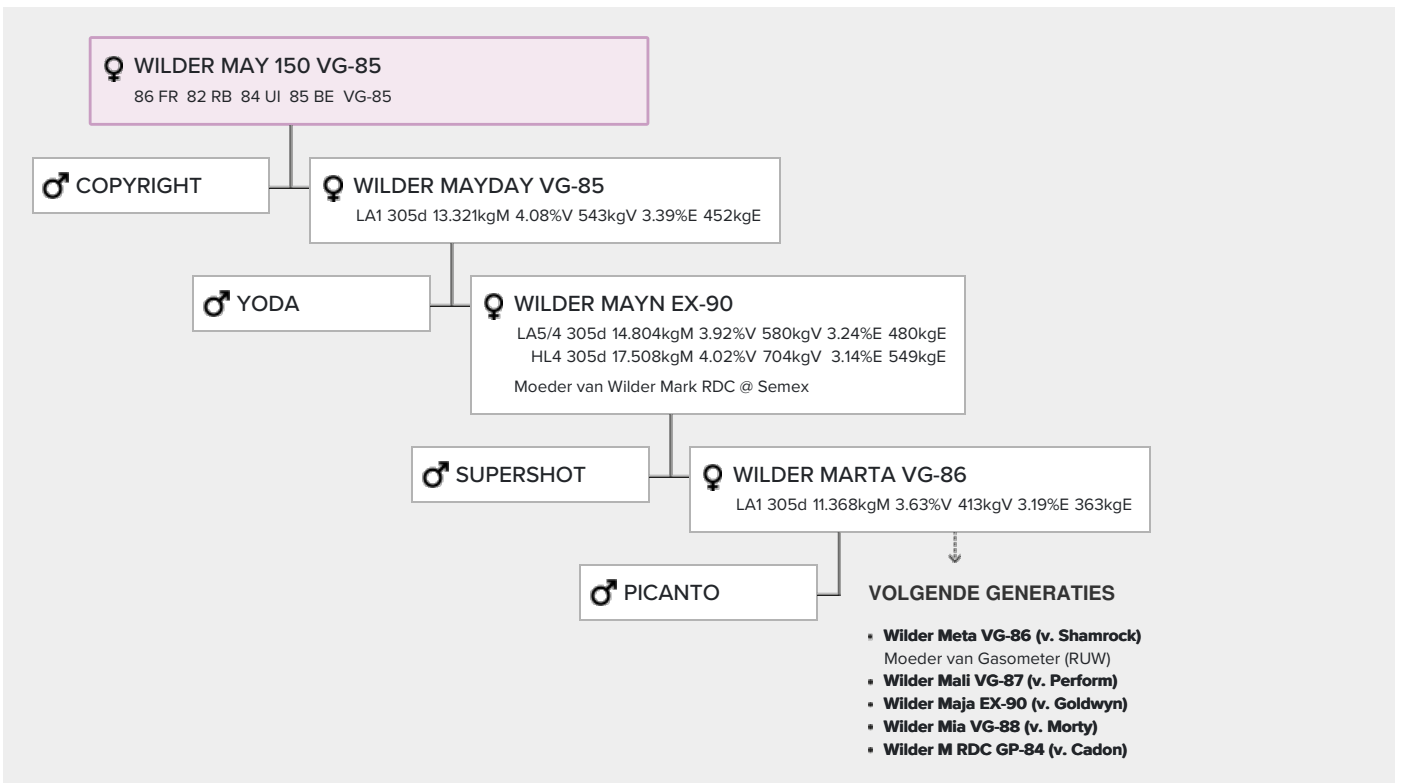 WILDER MAY 150 VG-85
86 FR 82 RB 84 UI 85 BE VG-85
COPYRIGHT
WILDER MAYDAY VG-85
LA1 305d 13.321kgM 4.08%V 543kgV 3.39%E 452kgE
YODA
WILDER MAYN EX-90
LA5/4 305d 14.804kgM 3.92%V 580kgV 3.24%E 480kgE
HL4 305d 17.508kgM 4.02%V 704kgV 3.14%E 549kgE
Moeder van Wilder Mark RDC @ Semex
SUPERSHOT
WILDER MARTA VG-86
LA1 305d 11.368kgM 3.63%V 413kgV 3.19%E 363kgE
PICANTO
VOLGENDE GENERATIES
• Wilder Meta VG-86 (v. Shamrock)
Moeder van Gasometer (RUW)
• Wilder Mali VG-87 (v. Perform)
• Wilder Maja EX-90 (v. Goldwyn)
• Wilder Mia VG-88 (v. Morty)
• Wilder M RDC GP-84 (v. Cadon)